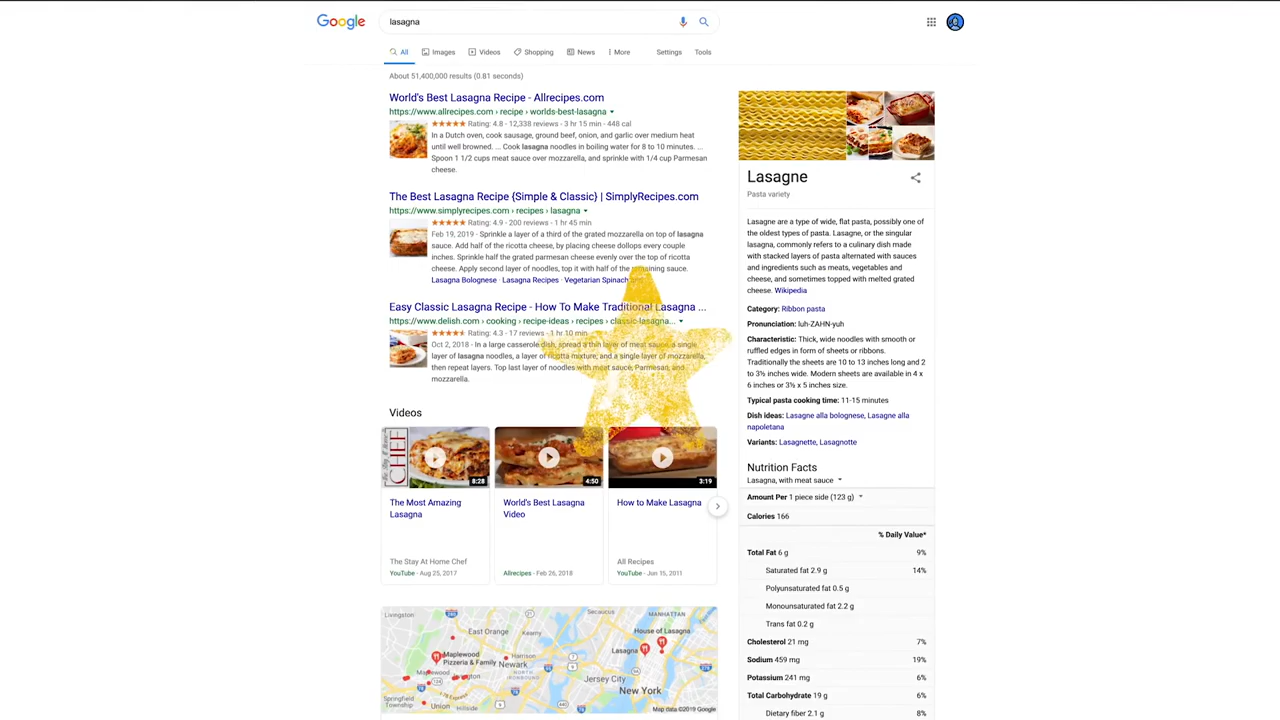 Google
lasagna
All
Images
Videos
Shopping
News
More
Settings
Tools
About 51,400,000 results (0.81 seconds)
World's Best Lasagna Recipe - Allrecipes.com
https://www.allrecipes.com › recipe › worlds-best-lasagna
Rating: 4.8 - 12,338 reviews - 3 hr 15 min - 448 cal
In a Dutch oven, cook sausage, ground beef, onion, and garlic over medium heat
until well browned. ... Cook lasagna noodles in boiling water for 8 to 10 minutes. ...
Spoon 1 1/2 cups meat sauce over mozzarella, and sprinkle with 1/4 cup Parmesan
cheese.
The Best Lasagna Recipe {Simple & Classic} | SimplyRecipes.com
https://www.simplyrecipes.com › recipes › lasagna
Rating: 4.9 - 200 reviews - 1 hr 45 min
Feb 19, 2019 - Sprinkle a layer of a third of the grated mozzarella on top of lasagna
sauce. Add half of the ricotta cheese, by placing cheese dollops every couple
inches. Sprinkle half the grated parmesan cheese evenly over the top of ricotta
cheese. Apply second layer of noodles, top it with half of the remaining sauce.
Lasagna Bolognese · Lasagna Recipes · Vegetarian Spinach
Easy Classic Lasagna Recipe - How To Make Traditional Lasagna ...
https://www.delish.com › cooking › recipe-ideas › recipes › classic-lasagna...
Rating: 4.3 - 17 reviews - 1 hr 10 min
Oct 2, 2018 - In a large casserole dish, spread a thin layer of meat sauce, a single
layer of lasagna noodles, a layer of ricotta mixture, and a single layer of mozzarella,
then repeat layers. Top last layer of noodles with meat sauce, Parmesan, and
mozzarella.
Videos
CHEF
8:28
4:50
3:19
The Most Amazing
Lasagna
The Stay At Home Chef
YouTube - Aug 25, 2017
World's Best Lasagna
Video
Allrecipes - Feb 26, 2018
How to Make Lasagna
All Recipes
YouTube - Jun 15, 2011
Livingston
280
21
Secaucus
MANHATTAN
East Orange
Kearny
House of Lasagna
Maplewood
Pizzeria & Family
Harrison
Newark
Lasagna
Irvington
Jersey City
New York
Springfield
Township
Union
Hillside
Map data ©2019 Google
Lasagne
Pasta variety
Lasagne are a type of wide, flat pasta, possibly one of
the oldest types of pasta. Lasagne, or the singular
lasagna, commonly refers to a culinary dish made
with stacked layers of pasta alternated with sauces
and ingredients such as meats, vegetables and
cheese, and sometimes topped with melted grated
cheese. Wikipedia
Category: Ribbon pasta
Pronunciation: luh-ZAHN-yuh
Characteristic: Thick, wide noodles with smooth or
ruffled edges in form of sheets or ribbons.
Traditionally the sheets are 10 to 13 inches long and 2
to 3½ inches wide. Modern sheets are available in 4 x
6 inches or 3½ x 5 inches size.
Typical pasta cooking time: 11-15 minutes
Dish ideas: Lasagne alla bolognese, Lasagne alla
napoletana
Variants: Lasagnette, Lasagnotte
Nutrition Facts
Lasagna, with meat sauce
Amount Per 1 piece side (123 g)
Calories 166
% Daily Value*
Total Fat 6 g 9%
Saturated fat 2.9 g 14%
Polyunsaturated fat 0.5 g
Monounsaturated fat 2.2 g
Trans fat 0.2 g
Cholesterol 21 mg 7%
Sodium 459 mg 19%
Potassium 241 mg 6%
Total Carbohydrate 19 g 6%
Dietary fiber 2.1 g 8%